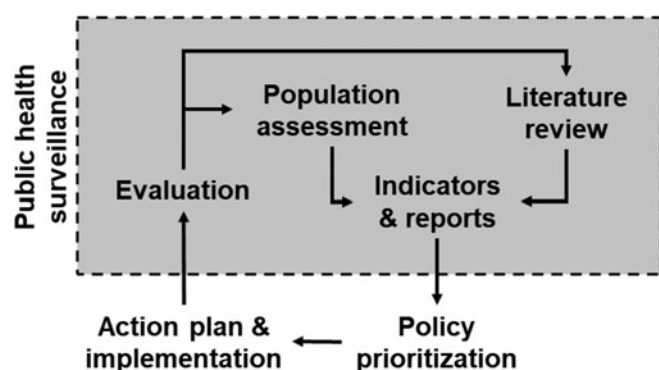 Public health
surveillance
Population
assessment
Literature
review
Evaluation
Indicators
& reports
Action plan &
implementation
Policy
prioritization